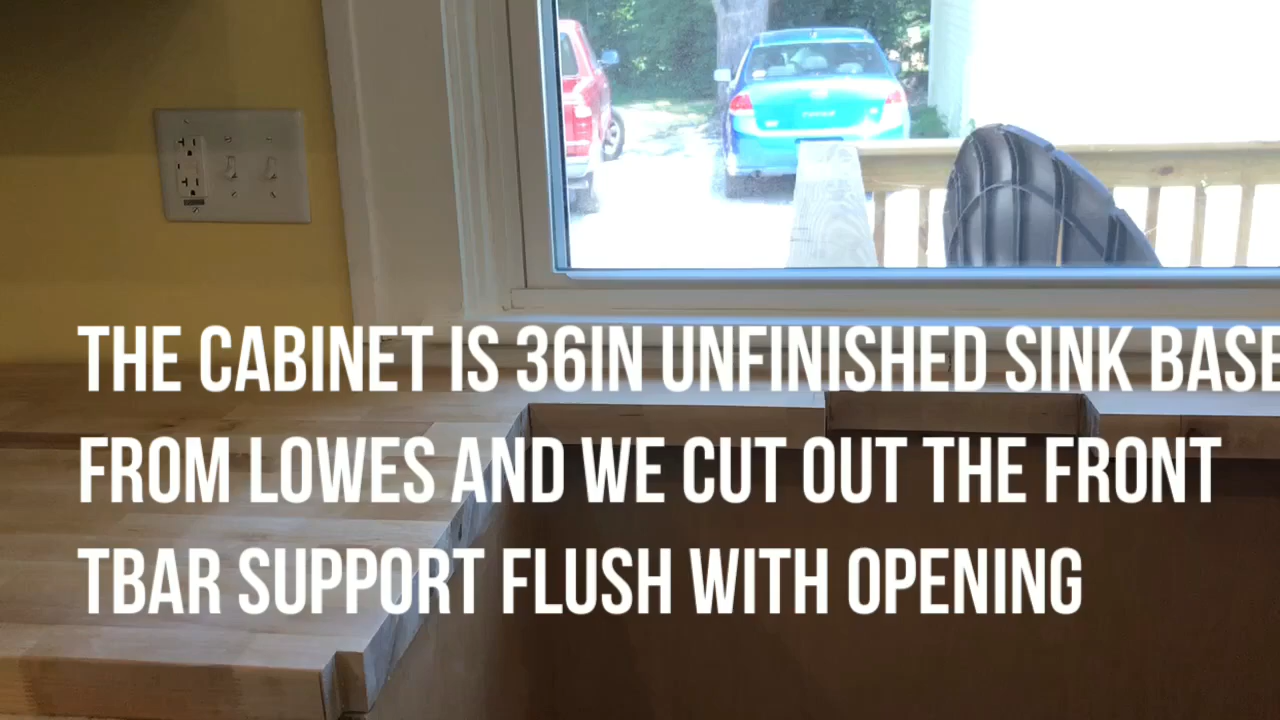 THE CABINET IS 36IN UNFINISHED SINK BASE
FROM LOWES AND WE CUT OUT THE FRONT
TBAR SUPPORT FLUSH WITH OPENING